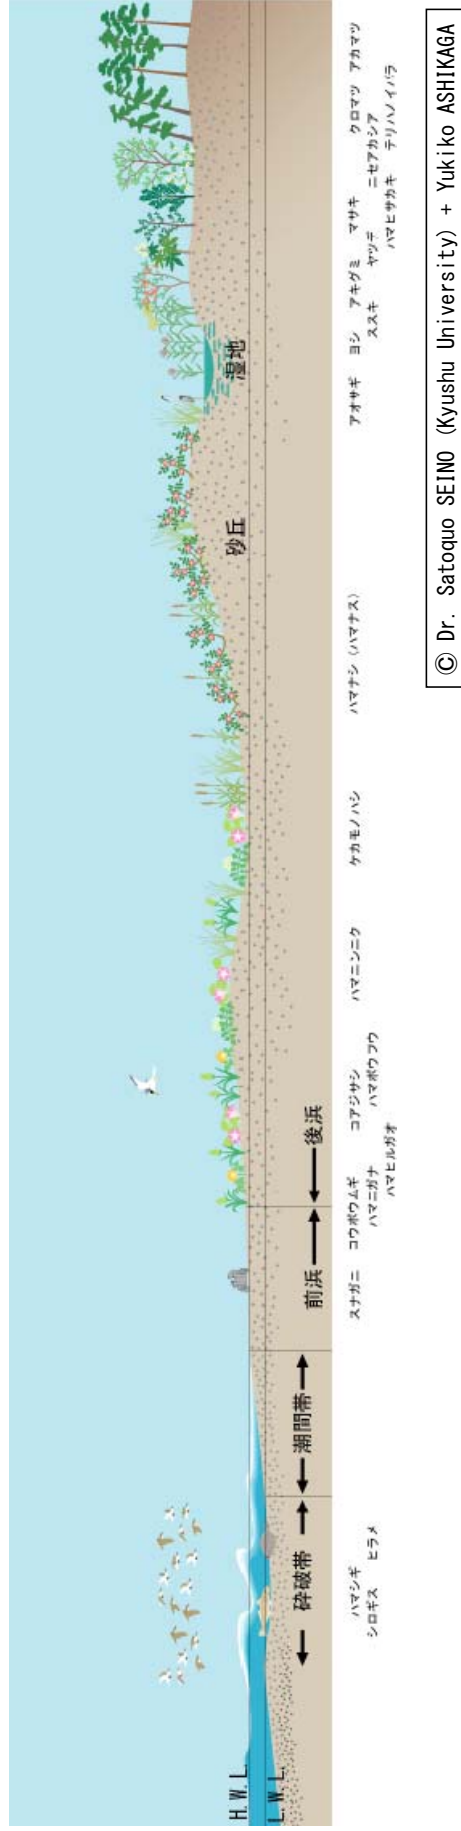 湿地
砂丘
H.W.L.
L.W.L.
砕破帯 潮間帯 前浜 後浜
ハマシギ スナガニ コウボウムギ コアジサシ ハマニンニク ケカモノハシ ハマナシ(ハマナス) アオサギ ヨシ アキグミ マサキ クロマツ アカマツ
シロギス ヒラメ ハマニガナ ハマボウフウ ススキ ヤツデ ニセアカシア
ハマヒルガオ ハマヒサカキ テリハノイバラ
© Dr. Satoquo SEINO (Kyushu University) + Yukiko ASHIKAGA